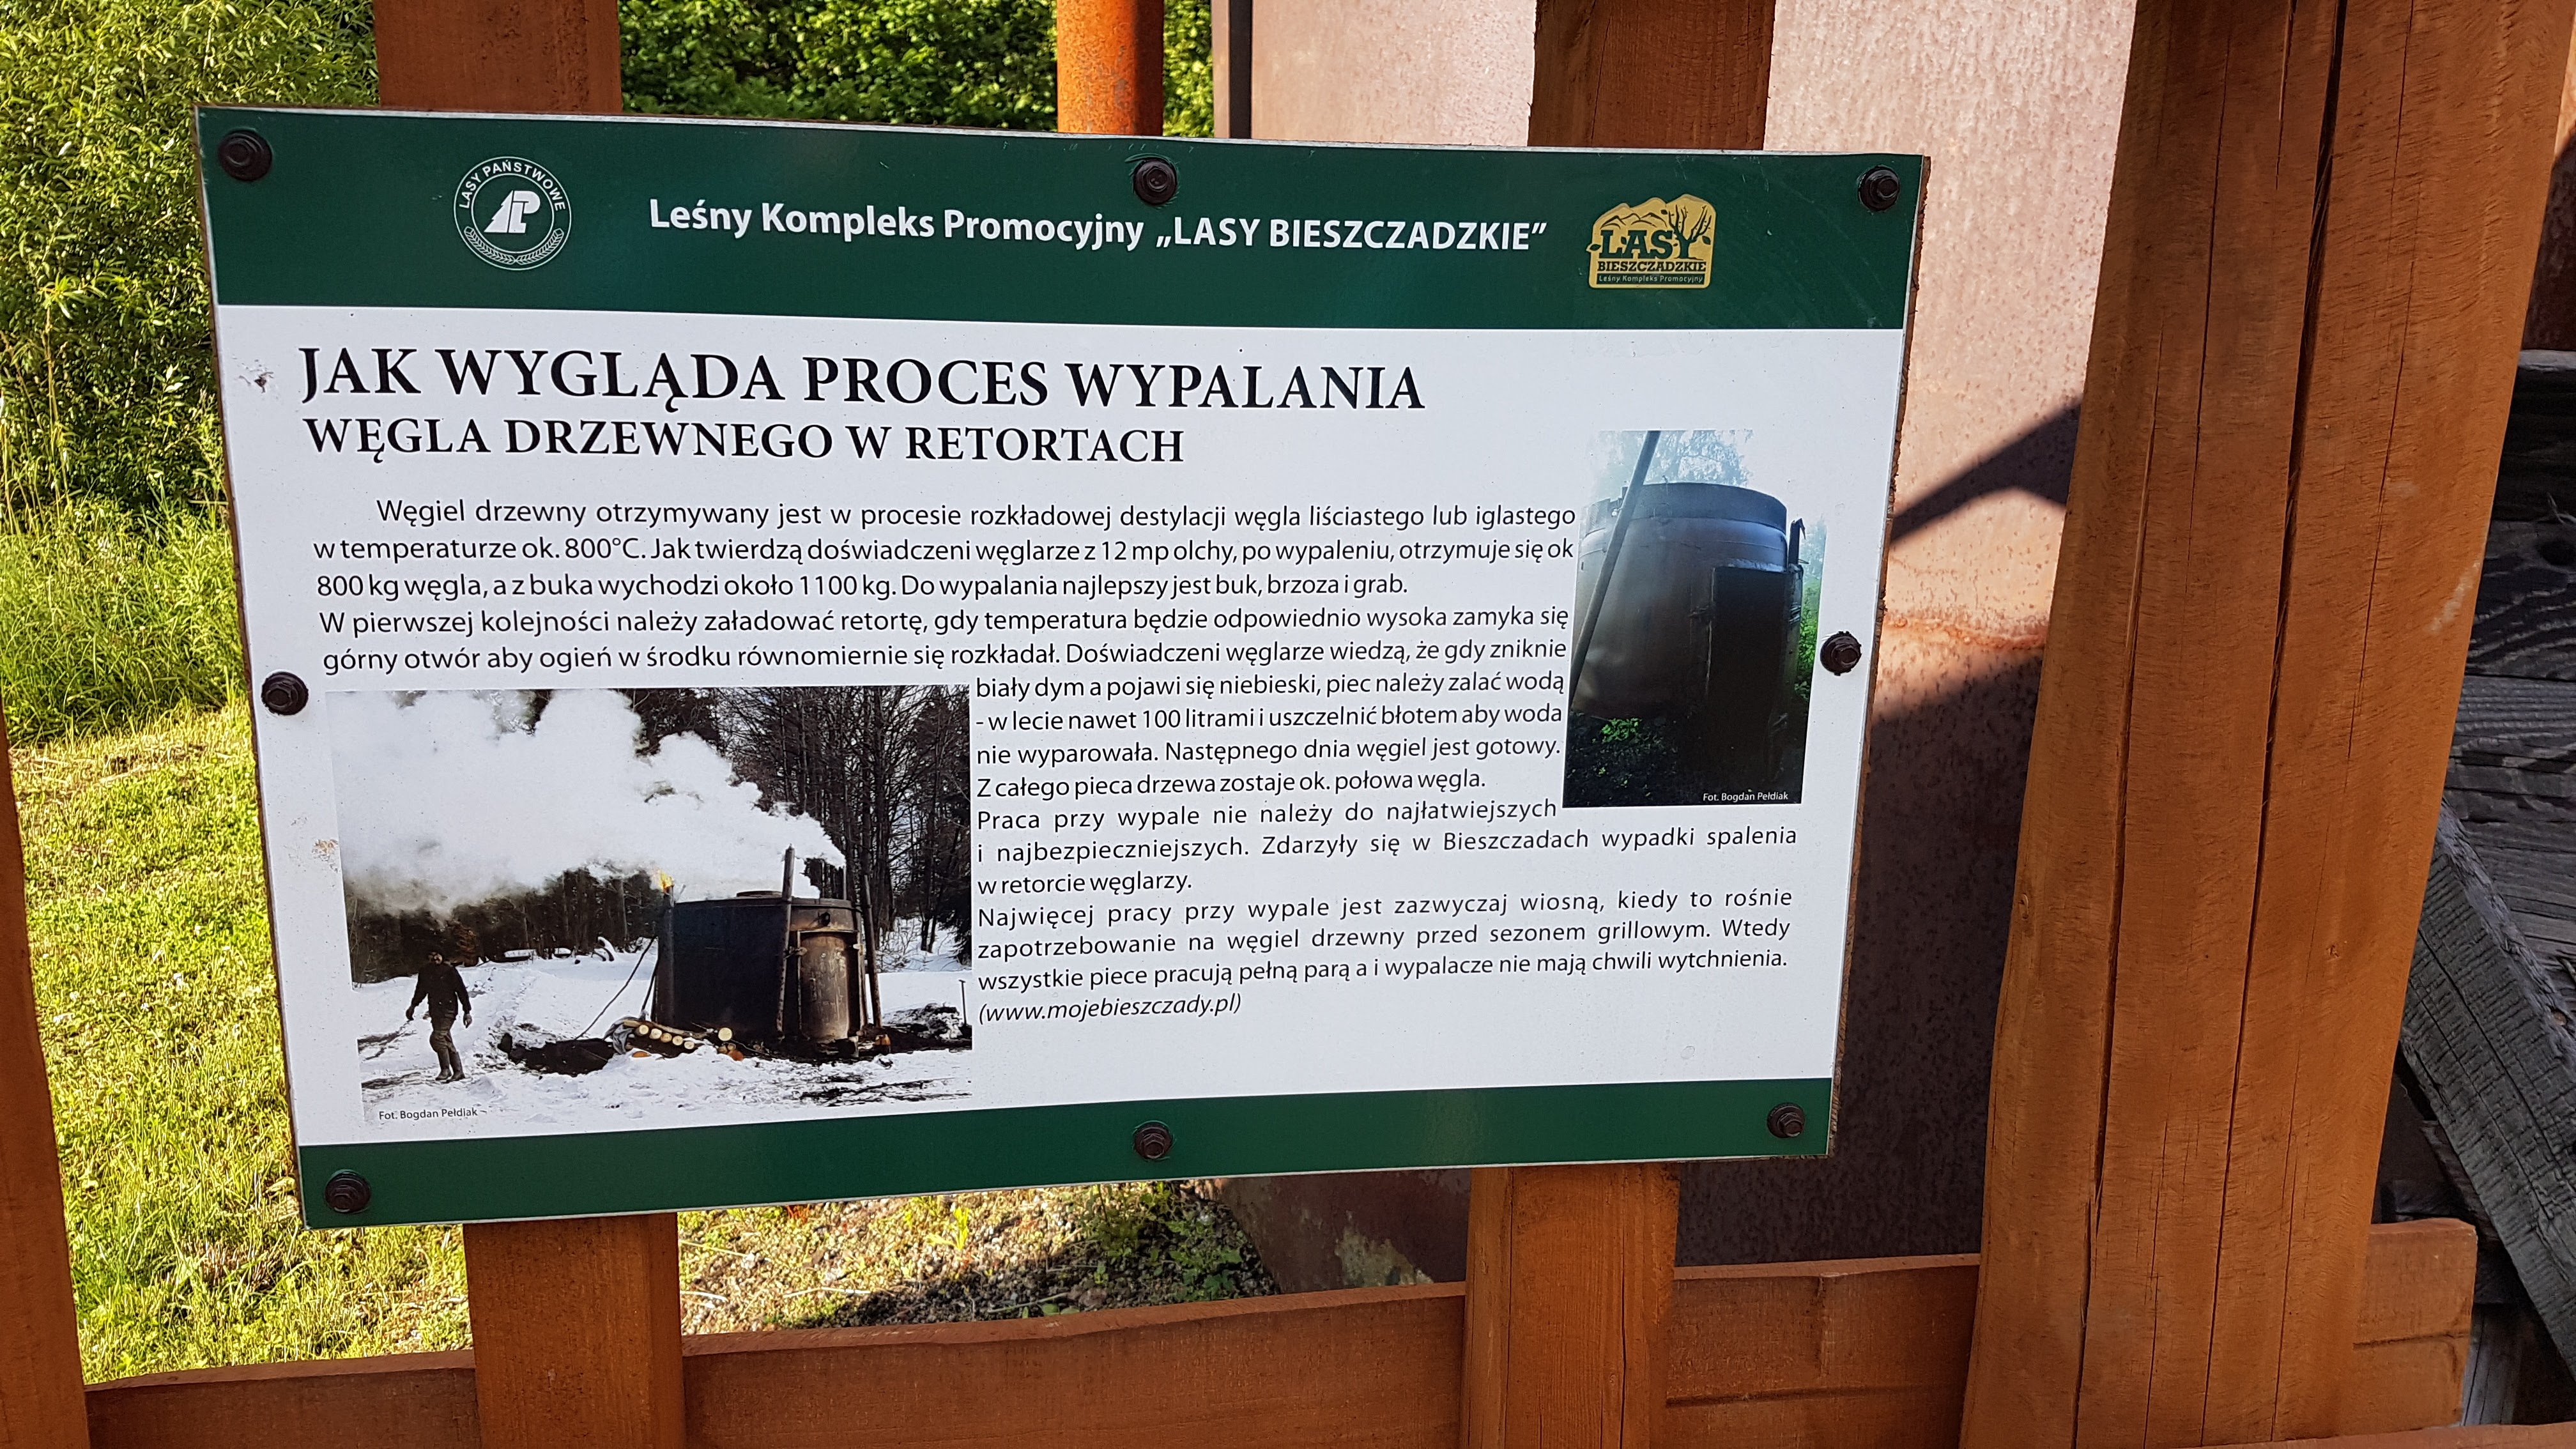 LASY PAŃSTWOWE
LP
Leśny Kompleks Promocyjny „LASY BIESZCZADZKIE”
LASY
BIESZCZADZKIE
Leśny Kompleks Promocyjny
JAK WYGLĄDA PROCES WYPALANIA
WĘGLA DRZEWNEGO W RETORTACH
Węgiel drzewny otrzymywany jest w procesie rozkładowej destylacji węgla liściastego lub iglastego
w temperaturze ok. 800°C. Jak twierdzą doświadczeni węglarze z 12 mp olchy, po wypaleniu, otrzymuje się ok
800 kg węgla, a z buka wychodzi około 1100 kg. Do wypalania najlepszy jest buk, brzoza i grab.
W pierwszej kolejności należy załadować retortę, gdy temperatura będzie odpowiednio wysoka zamyka się
górny otwór aby ogień w środku równomiernie się rozkładał. Doświadczeni węglarze wiedzą, że gdy zniknie
biały dym a pojawi się niebieski, piec należy zalać wodą
- w lecie nawet 100 litrami i uszczelnić błotem aby woda
nie wyparowała. Następnego dnia węgiel jest gotowy.
Z całego pieca drzewa zostaje ok. połowa węgla.
Praca przy wypale nie należy do najłatwiejszych
i najbezpieczniejszych. Zdarzyły się w Bieszczadach wypadki spalenia
w retorcie węglarzy.
Najwięcej pracy przy wypale jest zazwyczaj wiosną, kiedy to rośnie
zapotrzebowanie na węgiel drzewny przed sezonem grillowym. Wtedy
wszystkie piece pracują pełną parą a i wypalacze nie mają chwili wytchnienia.
(www.mojebieszczady.pl)
Fot. Bogdan Pełdiak
Fot. Bogdan Pełdiak